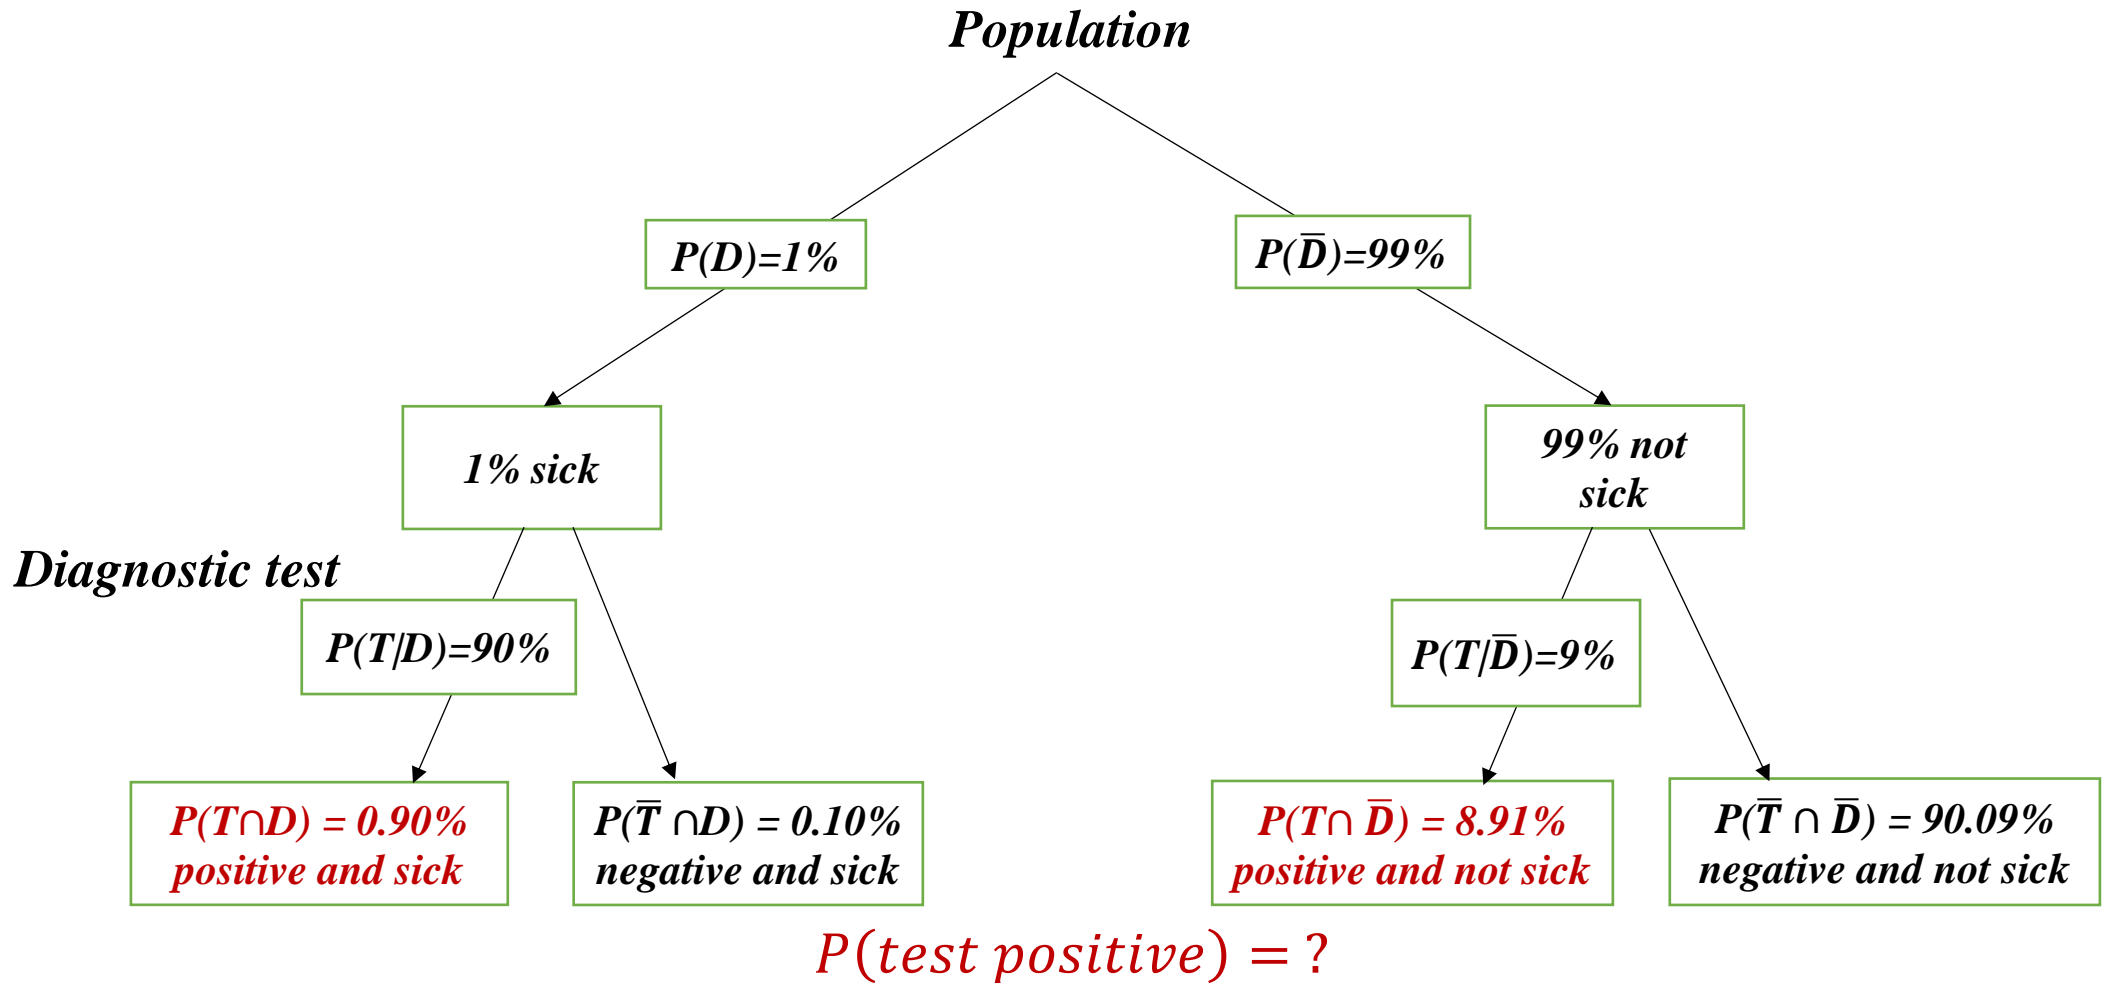 Population
P(D)=1%
P(D̅)=99%
1% sick
99% not
sick
Diagnostic test
P(T/D)=90%
P(T/D̅)=9%
P(T∩D) = 0.90%
positive and sick
P(T̅ ∩D) = 0.10%
negative and sick
P(T∩ D̅) = 8.91%
positive and not sick
P(T̅ ∩ D̅) = 90.09%
negative and not sick
P(test positive) = ?